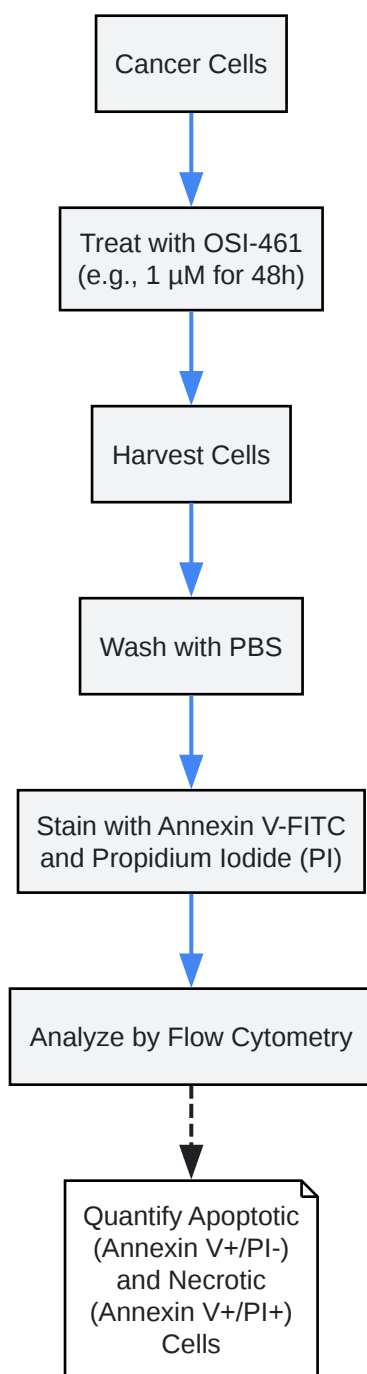 Cancer Cells
Treat with OSI-461
(e.g., 1 µM for 48h)
Harvest Cells
Wash with PBS
Stain with Annexin V-FITC
and Propidium Iodide (PI)
Analyze by Flow Cytometry
Quantify Apoptotic
(Annexin V+/PI-)
and Necrotic
(Annexin V+/PI+)
Cells